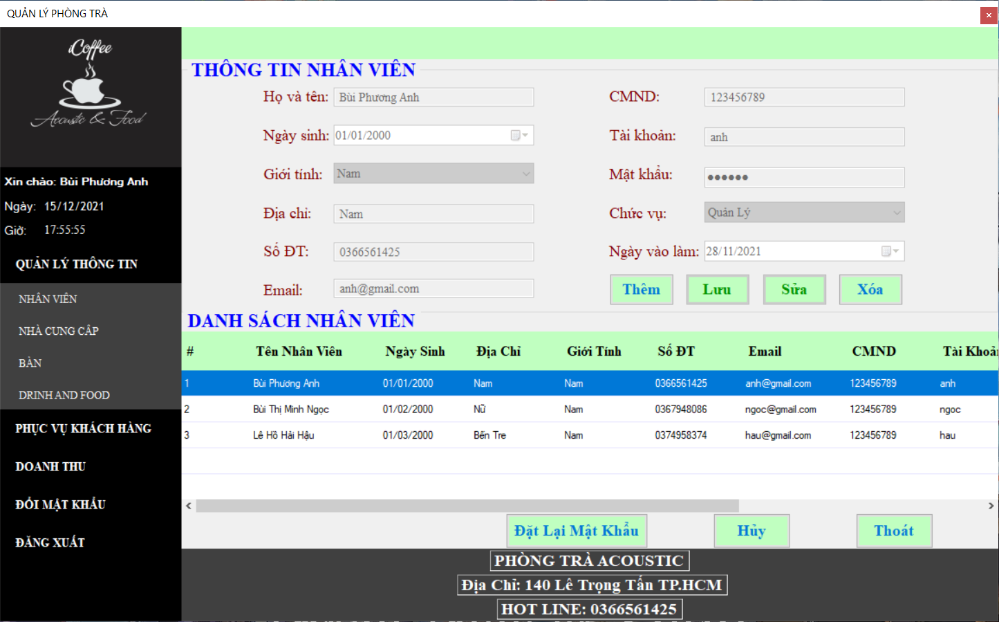 QUẢN LÝ PHÒNG TRÀ
iCoffee
Acoustic & Food
Xin chào: Bùi Phương Anh
Ngày: 15/12/2021
Giờ: 17:55:55
QUẢN LÝ THÔNG TIN
NHÂN VIÊN
NHÀ CUNG CẤP
BÀN
DRINH AND FOOD
PHỤC VỤ KHÁCH HÀNG
DOANH THU
ĐỔI MẬT KHẨU
ĐĂNG XUẤT
THÔNG TIN NHÂN VIÊN
Họ và tên: Bùi Phương Anh
CMND: 123456789
Ngày sinh: 01/01/2000
Tài khoản: anh
Giới tính: Nam
Mật khẩu: ●●●●●●
Địa chỉ: Nam
Chức vụ: Quản Lý
Số ĐT: 0366561425
Ngày vào làm: 28/11/2021
Email: anh@gmail.com
Thêm Lưu Sửa Xóa
DANH SÁCH NHÂN VIÊN
# Tên Nhân Viên Ngày Sinh Địa Chỉ Giới Tính Số ĐT Email CMND Tài Khoản
1 Bùi Phương Anh 01/01/2000 Nam Nam 0366561425 anh@gmail.com 123456789 anh
2 Bùi Thị Minh Ngọc 01/02/2000 Nữ Nam 0367948086 ngoc@gmail.com 123456789 ngoc
3 Lê Hồ Hải Hậu 01/03/2000 Bến Tre Nam 0374958374 hau@gmail.com 123456789 hau
Đặt Lại Mật Khẩu Hủy Thoát
PHÒNG TRÀ ACOUSTIC
Địa Chỉ: 140 Lê Trọng Tấn TP.HCM
HOT LINE: 0366561425